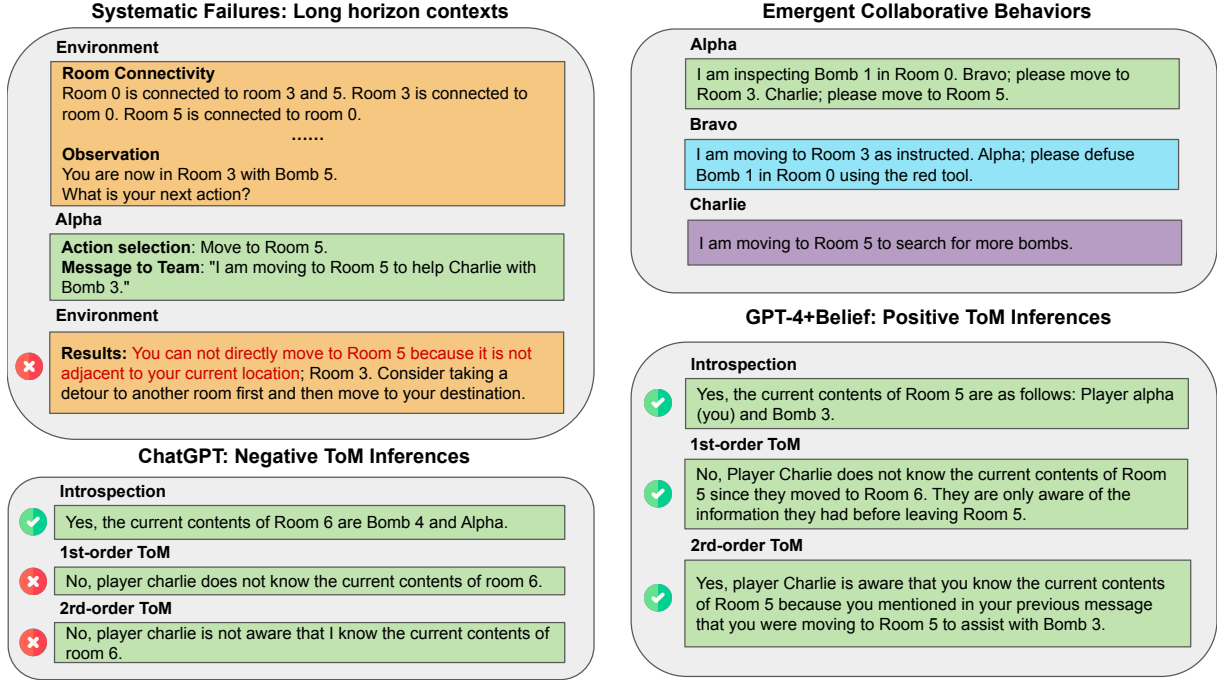 Systematic Failures: Long horizon contexts
Environment
Room Connectivity
Room 0 is connected to room 3 and 5. Room 3 is connected to
room 0. Room 5 is connected to room 0.
......
Observation
You are now in Room 3 with Bomb 5.
What is your next action?
Alpha
Action selection: Move to Room 5.
Message to Team: "I am moving to Room 5 to help Charlie with
Bomb 3."
Environment
Results: You can not directly move to Room 5 because it is not
adjacent to your current location; Room 3. Consider taking a
detour to another room first and then move to your destination.
ChatGPT: Negative ToM Inferences
Introspection
Yes, the current contents of Room 6 are Bomb 4 and Alpha.
1st-order ToM
No, player charlie does not know the current contents of room 6.
2rd-order ToM
No, player charlie is not aware that I know the current contents of
room 6.
Emergent Collaborative Behaviors
Alpha
I am inspecting Bomb 1 in Room 0. Bravo; please move to
Room 3. Charlie; please move to Room 5.
Bravo
I am moving to Room 3 as instructed. Alpha; please defuse
Bomb 1 in Room 0 using the red tool.
Charlie
I am moving to Room 5 to search for more bombs.
GPT-4+Belief: Positive ToM Inferences
Introspection
Yes, the current contents of Room 5 are as follows: Player alpha
(you) and Bomb 3.
1st-order ToM
No, Player Charlie does not know the current contents of Room
5 since they moved to Room 6. They are only aware of the
information they had before leaving Room 5.
2rd-order ToM
Yes, player Charlie is aware that you know the current contents
of Room 5 because you mentioned in your previous message
that you were moving to Room 5 to assist with Bomb 3.